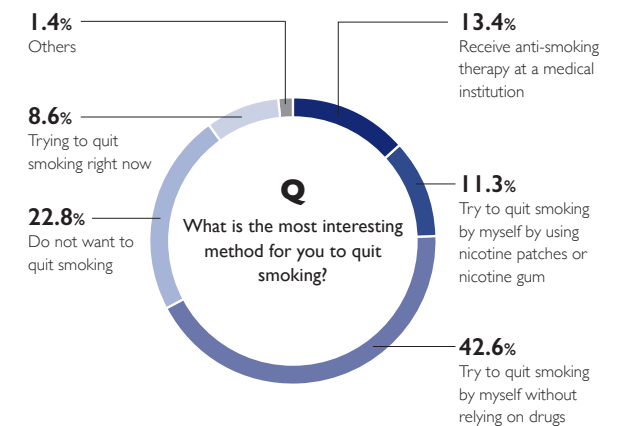 1.4%
Others
8.6%
Trying to quit
smoking right now
22.8%
Do not want to
quit smoking
Q
What is the most interesting
method for you to quit
smoking?
13.4%
Receive anti-smoking
therapy at a medical
institution
11.3%
Try to quit smoking
by myself by using
nicotine patches or
nicotine gum
42.6%
Try to quit smoking
by myself without
relying on drugs